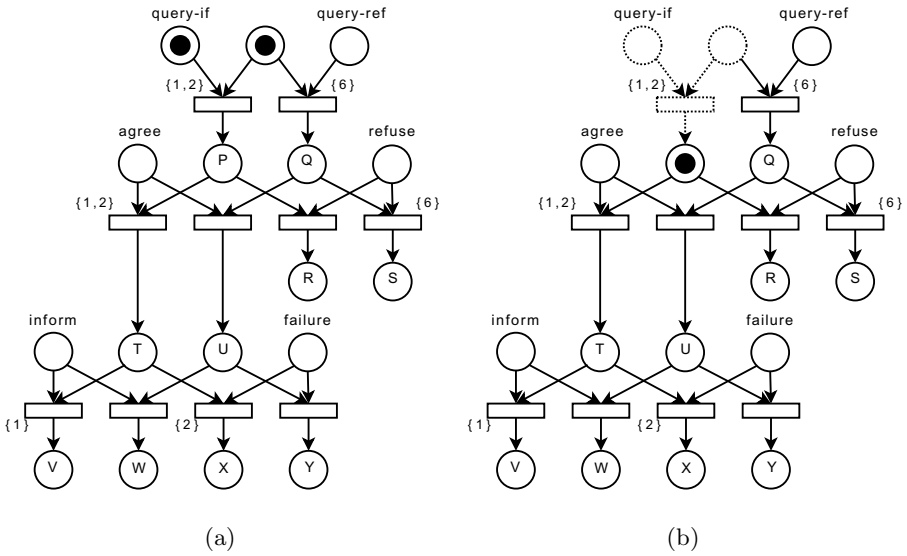 query-if query-ref query-if query-ref
{1,2} {6} {1,2} {6}
agree refuse agree refuse
P Q Q
{1,2} {6} {1,2} {6}
R S R S
inform failure inform failure
T U T U
{1} {2} {1} {2}
V W X Y V W X Y
(a) (b)